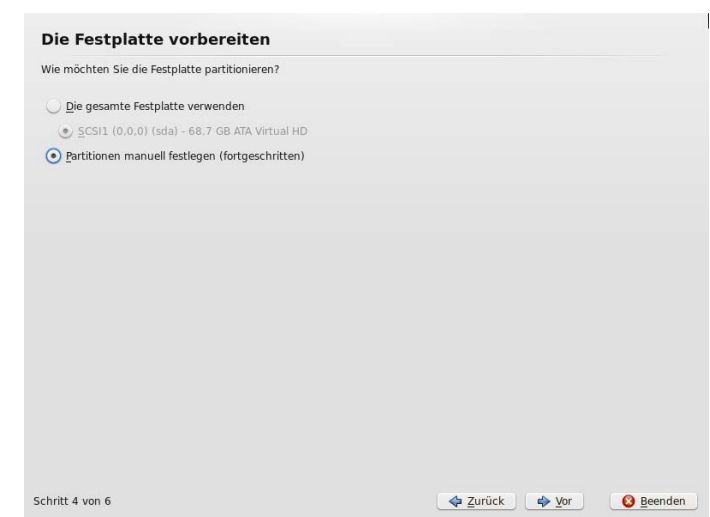 Die Festplatte vorbereiten
Wie möchten Sie die Festplatte partitionieren?
Die gesamte Festplatte verwenden
SCSI1 (0,0,0) (sda) - 68.7 GB ATA Virtual HD
Partitionen manuell festlegen (fortgeschritten)
Schritt 4 von 6 Zurück Vor Beenden